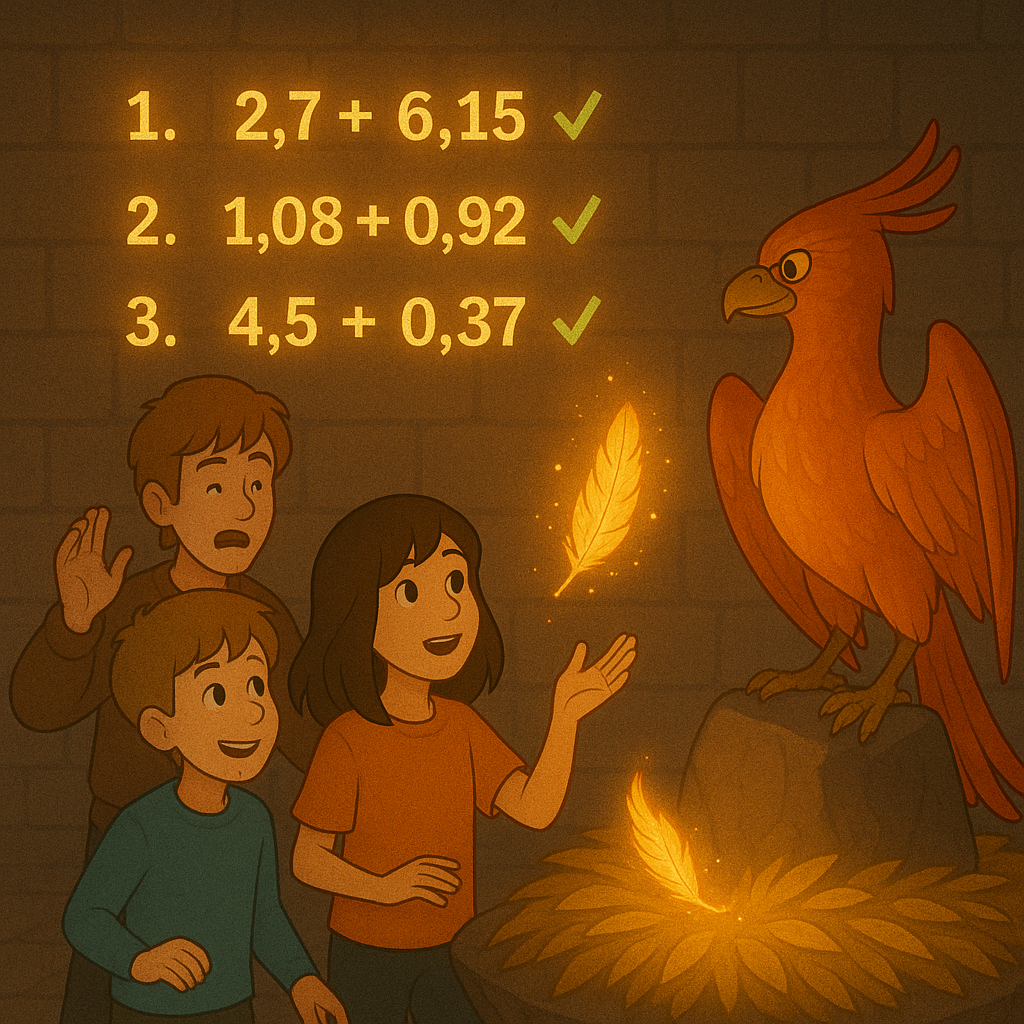 1. 2,7 + 6,15 ✓
2. 1,08 + 0,92 ✓
3. 4,5 + 0,37 ✓